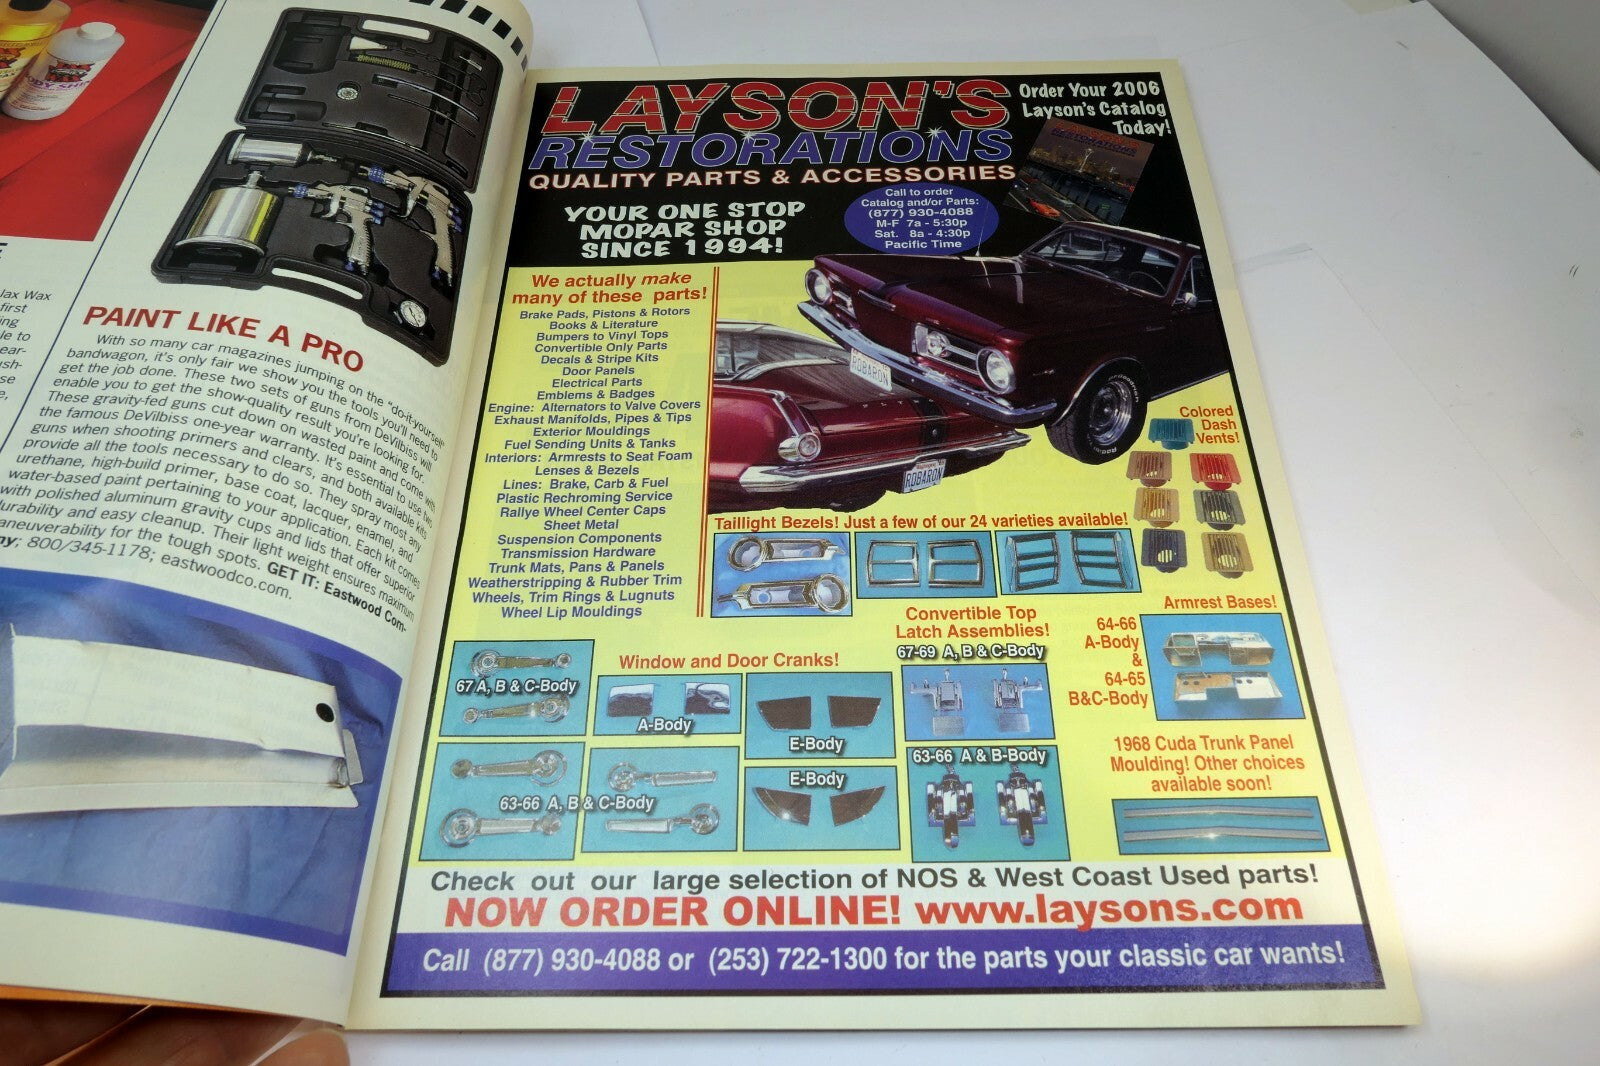 BODY SHINE
Wax
first
ing
le to
ear-
ush-
se
e,
PAINT LIKE A PRO
With so many car magazines jumping on the "do-it-yourself"
bandwagon, it's only fair we show you the tools you'll need to
get the job done. These two sets of guns from DeVilbiss will
enable you to get the show-quality result you're looking for.
These gravity-fed guns cut down on wasted paint and come with
the famous DeVilbiss one-year warranty. It's essential to use two
guns when shooting primers and clears, and both available kits
provide all the tools necessary to do so. They spray most any
urethane, high-build primer, base coat, lacquer, enamel, and
water-based paint pertaining to your application. Each kit comes
with polished aluminum gravity cups and lids that offer superior
durability and easy cleanup. Their light weight ensures maximum
maneuverability for the tough spots. GET IT: Eastwood Com-
ny; 800/345-1178; eastwoodco.com.
LAYSON'S
RESTORATIONS
QUALITY PARTS & ACCESSORIES
Order Your 2006
Layson's Catalog
Today!
RESTORATIONS
YOUR ONE STOP
MOPAR SHOP
SINCE 1994!
Call to order
Catalog and/or Parts:
(877) 930-4088
M-F 7a - 5:30p
Sat. 8a - 4:30p
Pacific Time
We actually make
many of these parts!
Brake Pads, Pistons & Rotors
Books & Literature
Bumpers to Vinyl Tops
Convertible Only Parts
Decals & Stripe Kits
Door Panels
Electrical Parts
Emblems & Badges
Engine: Alternators to Valve Covers
Exhaust Manifolds, Pipes & Tips
Exterior Mouldings
Fuel Sending Units & Tanks
Interiors: Armrests to Seat Foam
Lenses & Bezels
Lines: Brake, Carb & Fuel
Plastic Rechroming Service
Rallye Wheel Center Caps
Sheet Metal
Suspension Components
Transmission Hardware
Trunk Mats, Pans & Panels
Weatherstripping & Rubber Trim
Wheels, Trim Rings & Lugnuts
Wheel Lip Mouldings
RDBARON
RDBARON
Colored
Dash
Vents!
Taillight Bezels! Just a few of our 24 varieties available!
Convertible Top
Latch Assemblies!
67-69 A, B & C-Body
63-66 A & B-Body
Armrest Bases!
64-66
A-Body
&
64-65
B&C-Body
Window and Door Cranks!
67 A, B & C-Body
A-Body
E-Body
E-Body
63-66 A, B & C-Body
1968 Cuda Trunk Panel
Moulding! Other choices
available soon!
Check out our large selection of NOS & West Coast Used parts!
NOW ORDER ONLINE! www.laysons.com
Call (877) 930-4088 or (253) 722-1300 for the parts your classic car wants!